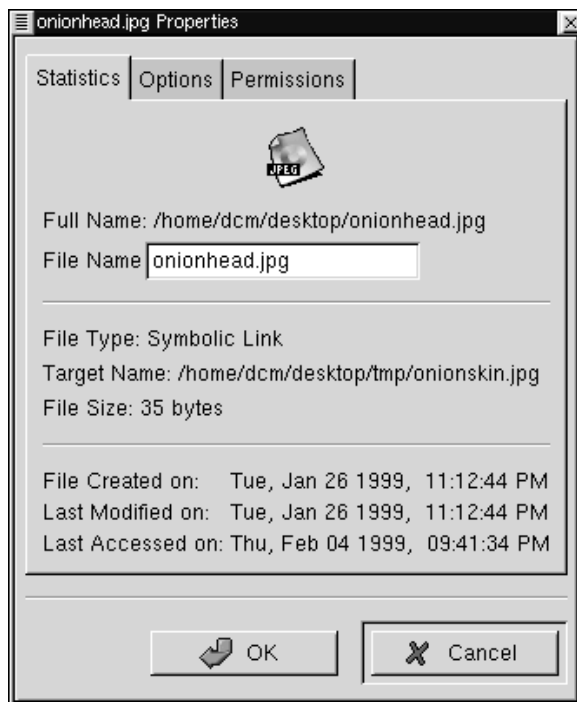 onionhead.jpg Properties
Statistics Options Permissions
JPEG
Full Name: /home/dcm/desktop/onionhead.jpg
File Name onionhead.jpg
File Type: Symbolic Link
Target Name: /home/dcm/desktop/tmp/onionskin.jpg
File Size: 35 bytes
File Created on: Tue, Jan 26 1999, 11:12:44 PM
Last Modified on: Tue, Jan 26 1999, 11:12:44 PM
Last Accessed on: Thu, Feb 04 1999, 09:41:34 PM
OK Cancel